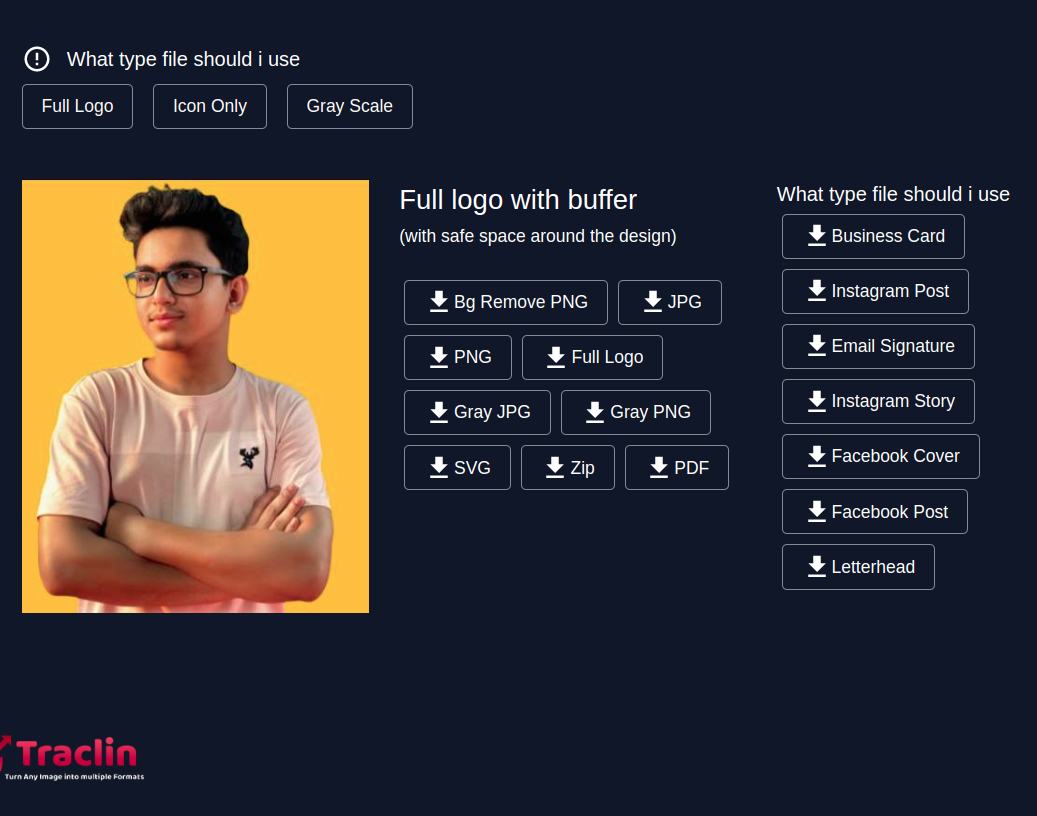 What type file should i use
Full Logo
Icon Only
Gray Scale
Full logo with buffer
(with safe space around the design)
Bg Remove PNG
JPG
PNG
Full Logo
Gray JPG
Gray PNG
SVG
Zip
PDF
What type file should i use
Business Card
Instagram Post
Email Signature
Instagram Story
Facebook Cover
Facebook Post
Letterhead
Traclin
Turn Any Image into multiple Formats